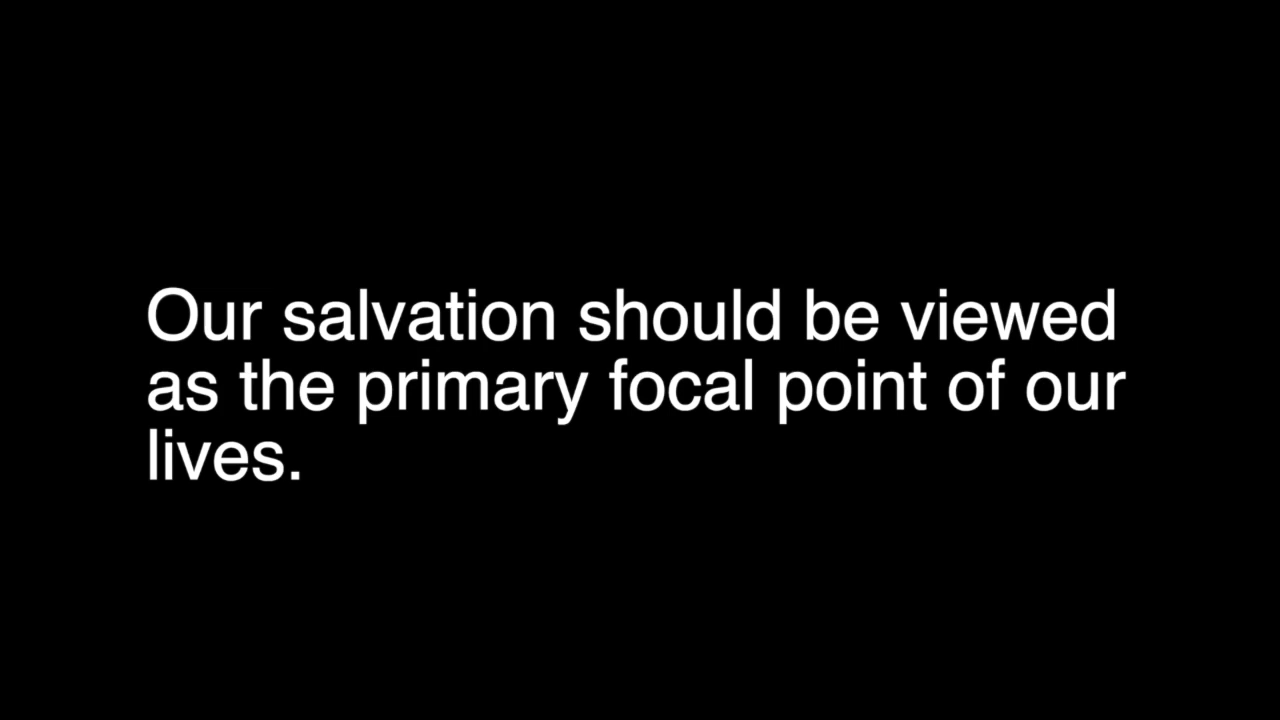 Our salvation should be viewed
as the primary focal point of our
lives.